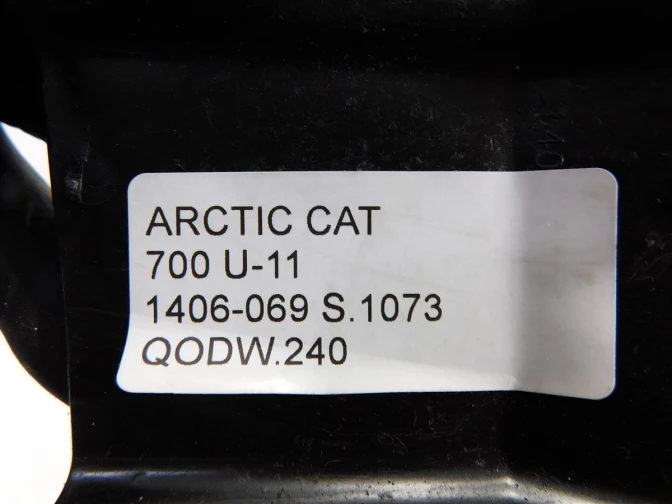 ARCTIC CAT
700 U-11
1406-069 S.1073
QODW.240